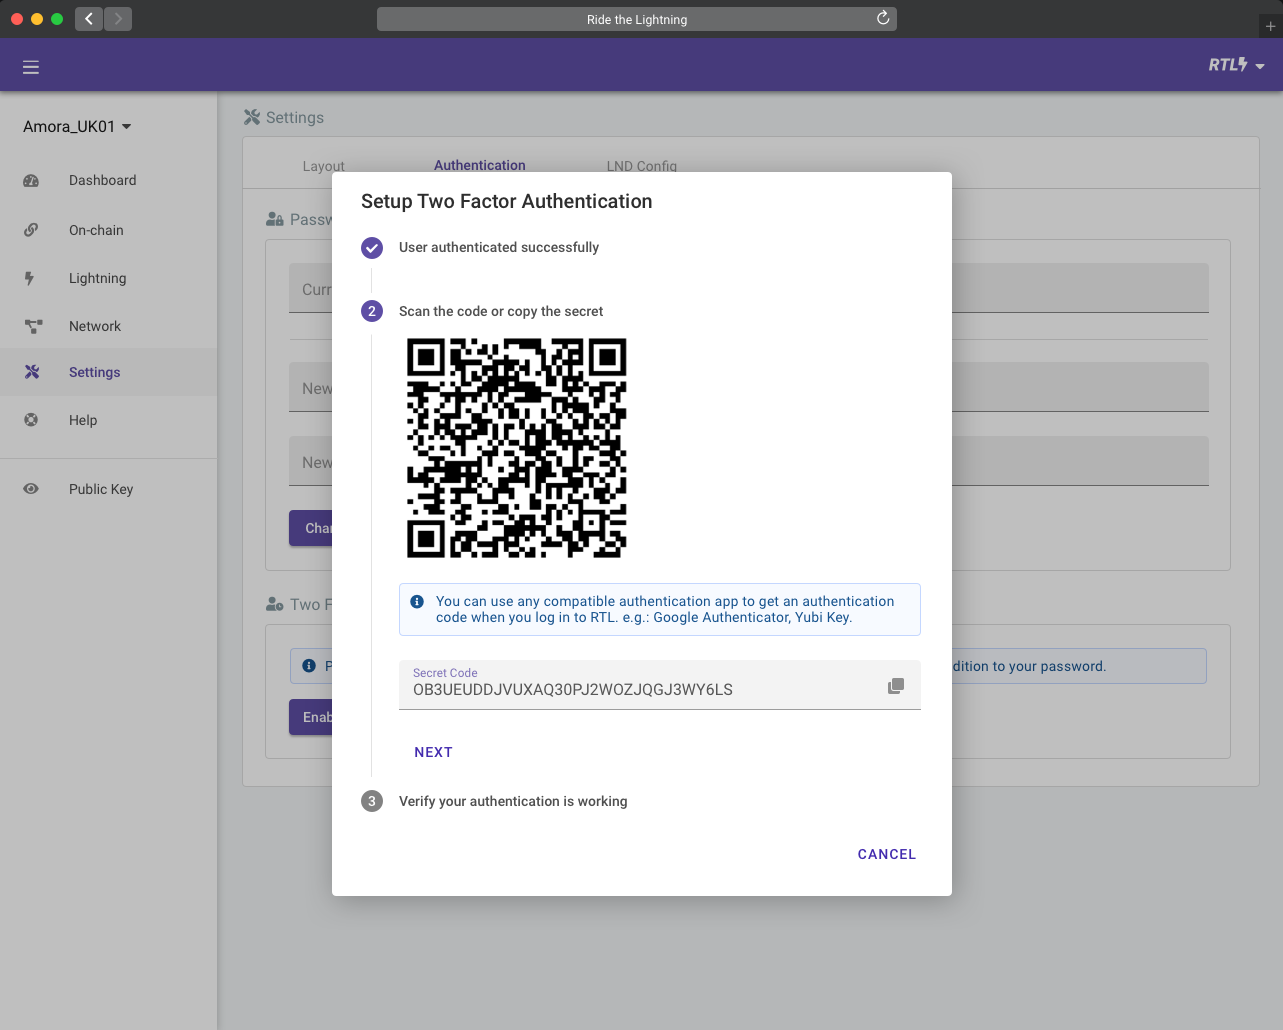 Ride the Lightning
RTL
Amora_UK01
Dashboard
On-chain
Lightning
Network
Settings
Help
Public Key
Settings
Layout
Authentication
LND Config
Passw
Curr
New
New
Chan
Two F
P
dition to your password.
Enab
Setup Two Factor Authentication
User authenticated successfully
2
Scan the code or copy the secret
You can use any compatible authentication app to get an authentication
code when you log in to RTL. e.g.: Google Authenticator, Yubi Key.
Secret Code
OB3UEUDDJVUXAQ30PJ2WOZJQGJ3WY6LS
NEXT
3
Verify your authentication is working
CANCEL